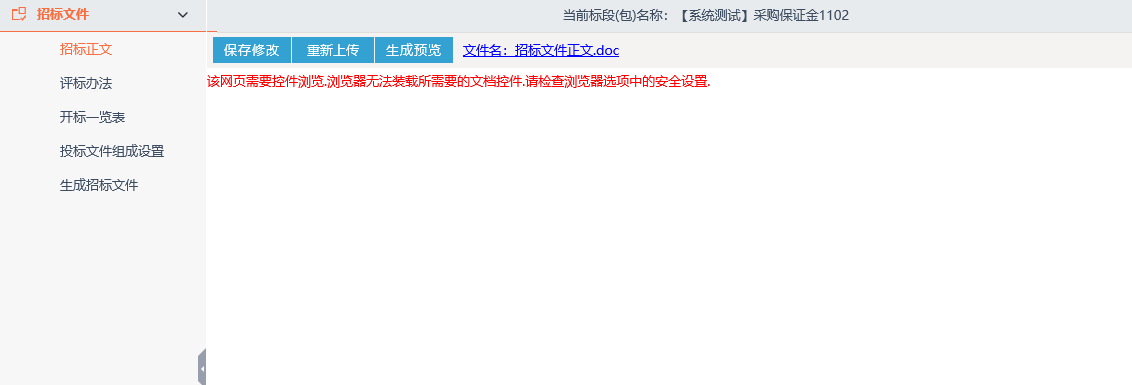 招标文件
招标正文
评标办法
开标一览表
投标文件组成设置
生成招标文件
当前标段(包)名称：【系统测试】采购保证金1102
保存修改 重新上传 生成预览 文件名：招标文件正文.doc
该网页需要控件浏览.浏览器无法装载所需要的文档控件.请检查浏览器选项中的安全设置.